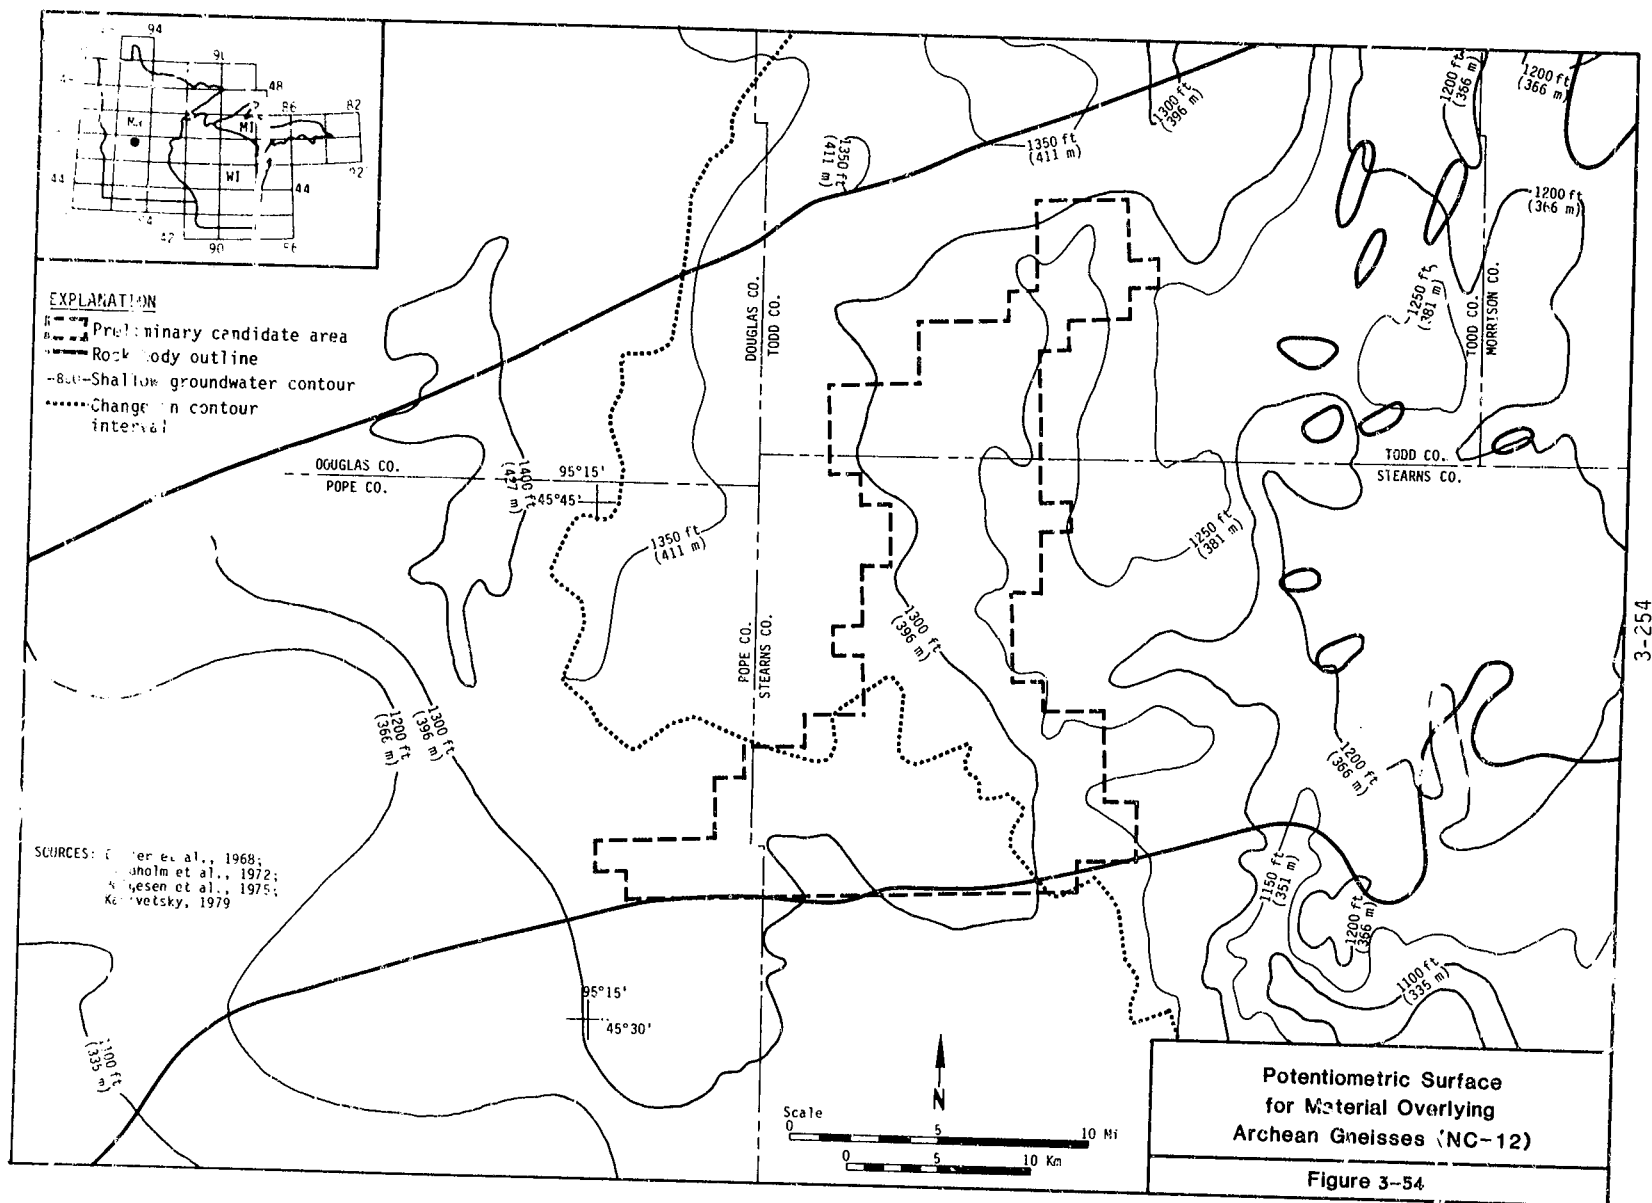 94
91
48
86
82
MI
WI
44
44
42
90
EXPLANATION
Preliminary candidate area
Rock body outline
Shallow groundwater contour
Change in contour
interval
SOURCES: et al., 1968;
et al., 1972;
et al., 1975;
1979
DOUGLAS CO.
POPE CO.
DOUGLAS CO.
TODD CO.
POPE CO.
STEARNS CO.
TODD CO.
MORRISON CO.
TODD CO.
STEARNS CO.
95°15'
45°45'
95°15'
45°30'
1350 ft
(411 m)
1350 ft
(411 m)
1300 ft
(396 m)
1200 ft
(366 m)
1200 ft
(366 m)
1200 ft
(366 m)
1250 ft
(381 m)
1400 ft
(427 m)
1350 ft
(411 m)
1250 ft
(381 m)
1300 ft
(396 m)
1200 ft
(366 m)
1300 ft
(396 m)
1200 ft
(366 m)
1150 ft
(351 m)
1200 ft
(366 m)
1100 ft
(335 m)
1100 ft
(335 m)
N
Scale
0 5 10 Mi
0 5 10 Km
Potentiometric Surface
for Material Overlying
Archean Gneisses (NC-12)
Figure 3-54
3-254